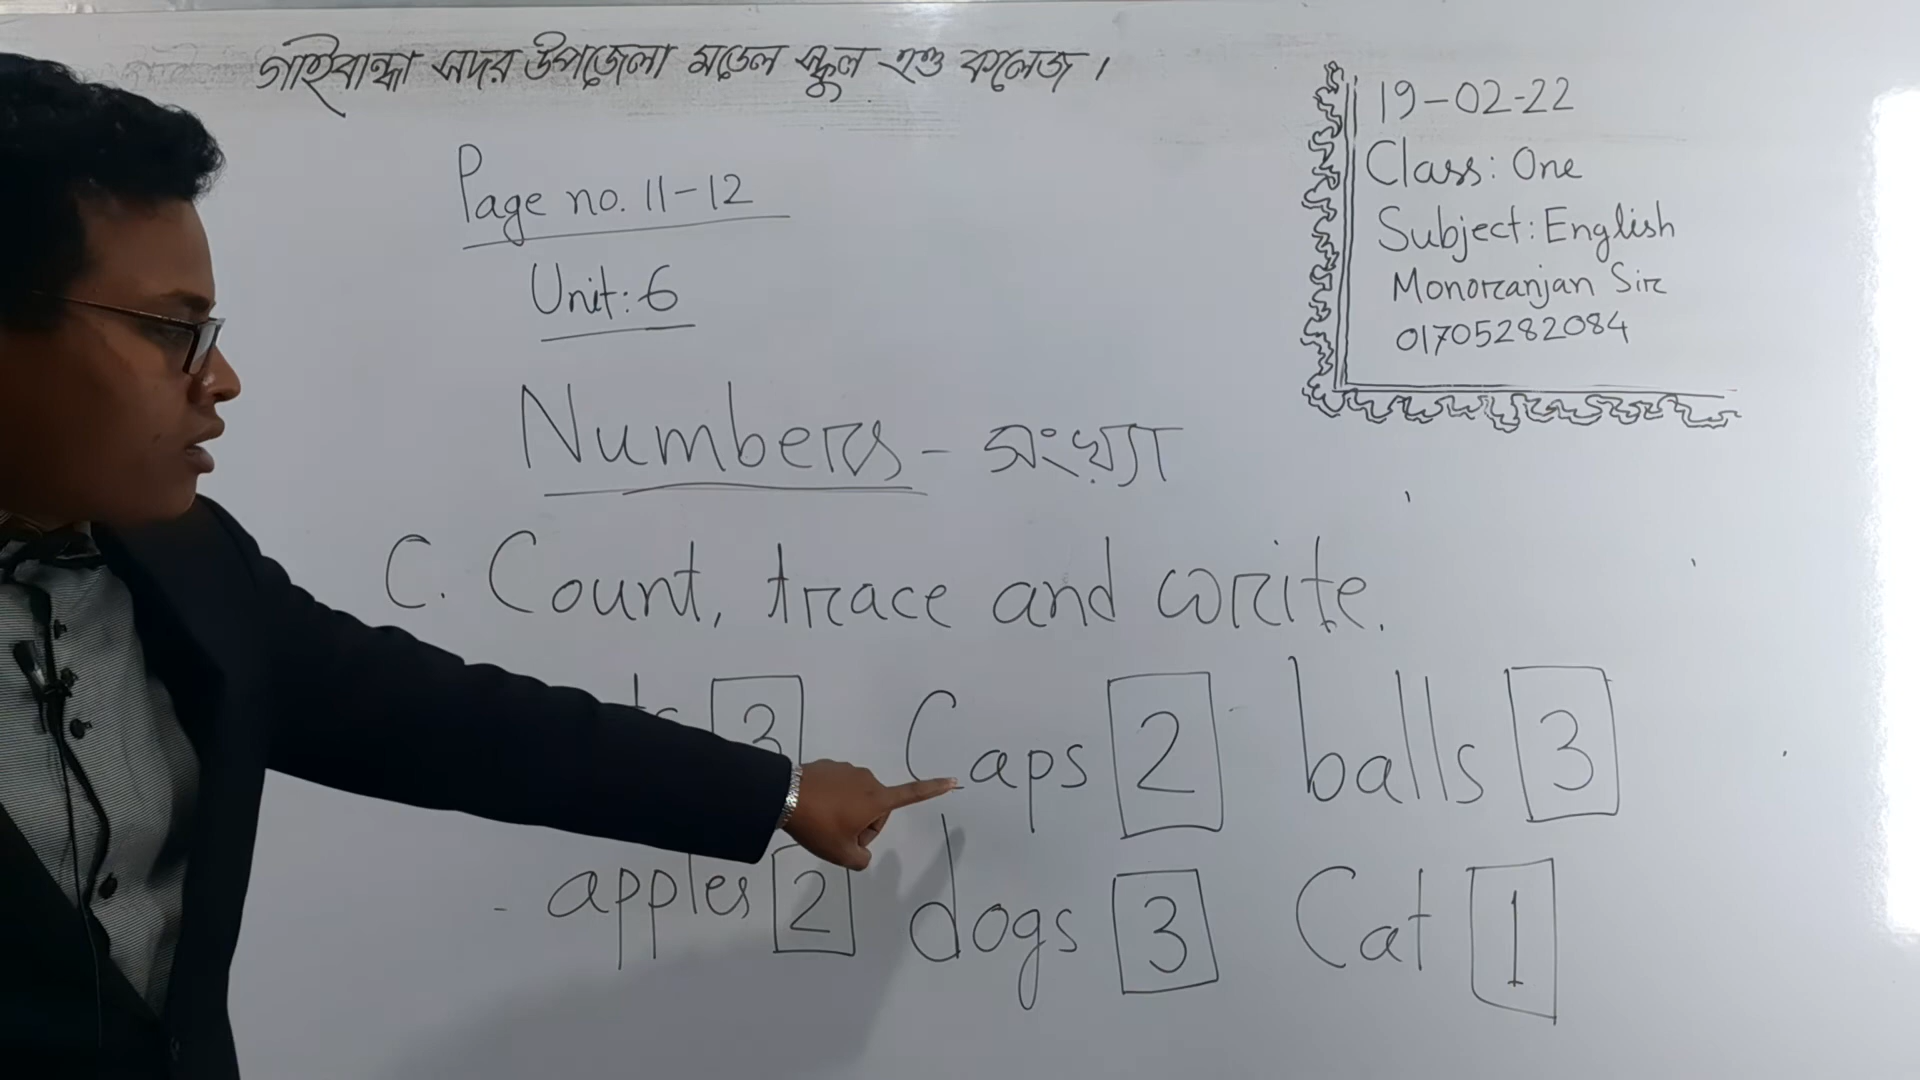 গাইবান্ধা সদর উপজেলা মডেল স্কুল এণ্ড কলেজ।
19-02-22
Class: One
Subject: English
Monoranjan Sir
01705282084
Page no. 11-12
Unit: 6
Numbers - সংখ্যা
C. Count, trace and write.
3 Caps 2 balls 3
apples 2 dogs 3 Cat 1